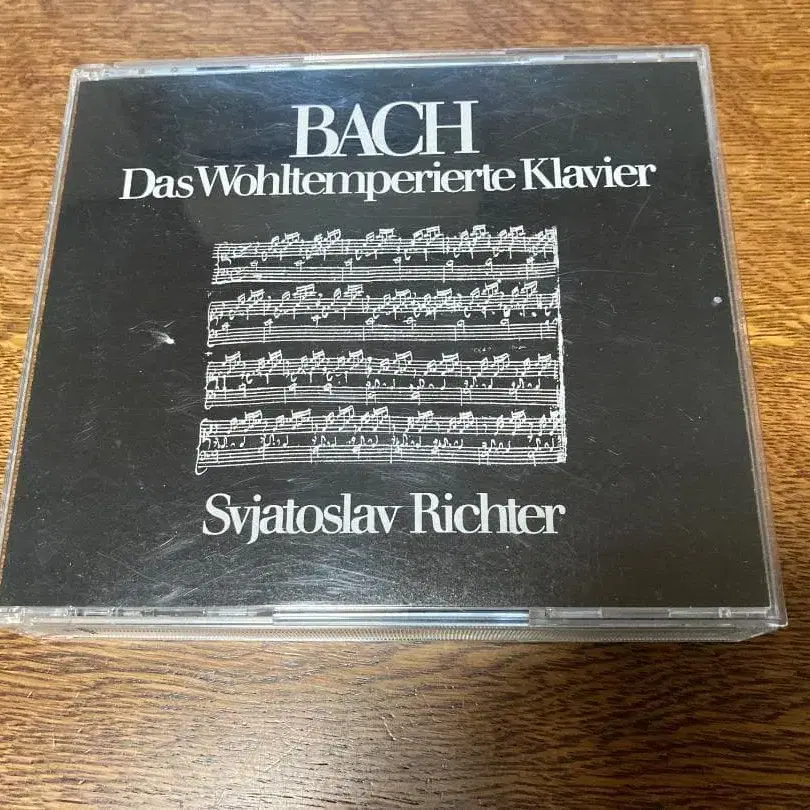 BACH
Das Wohltemperierte Klavier
Svjatoslav Richter